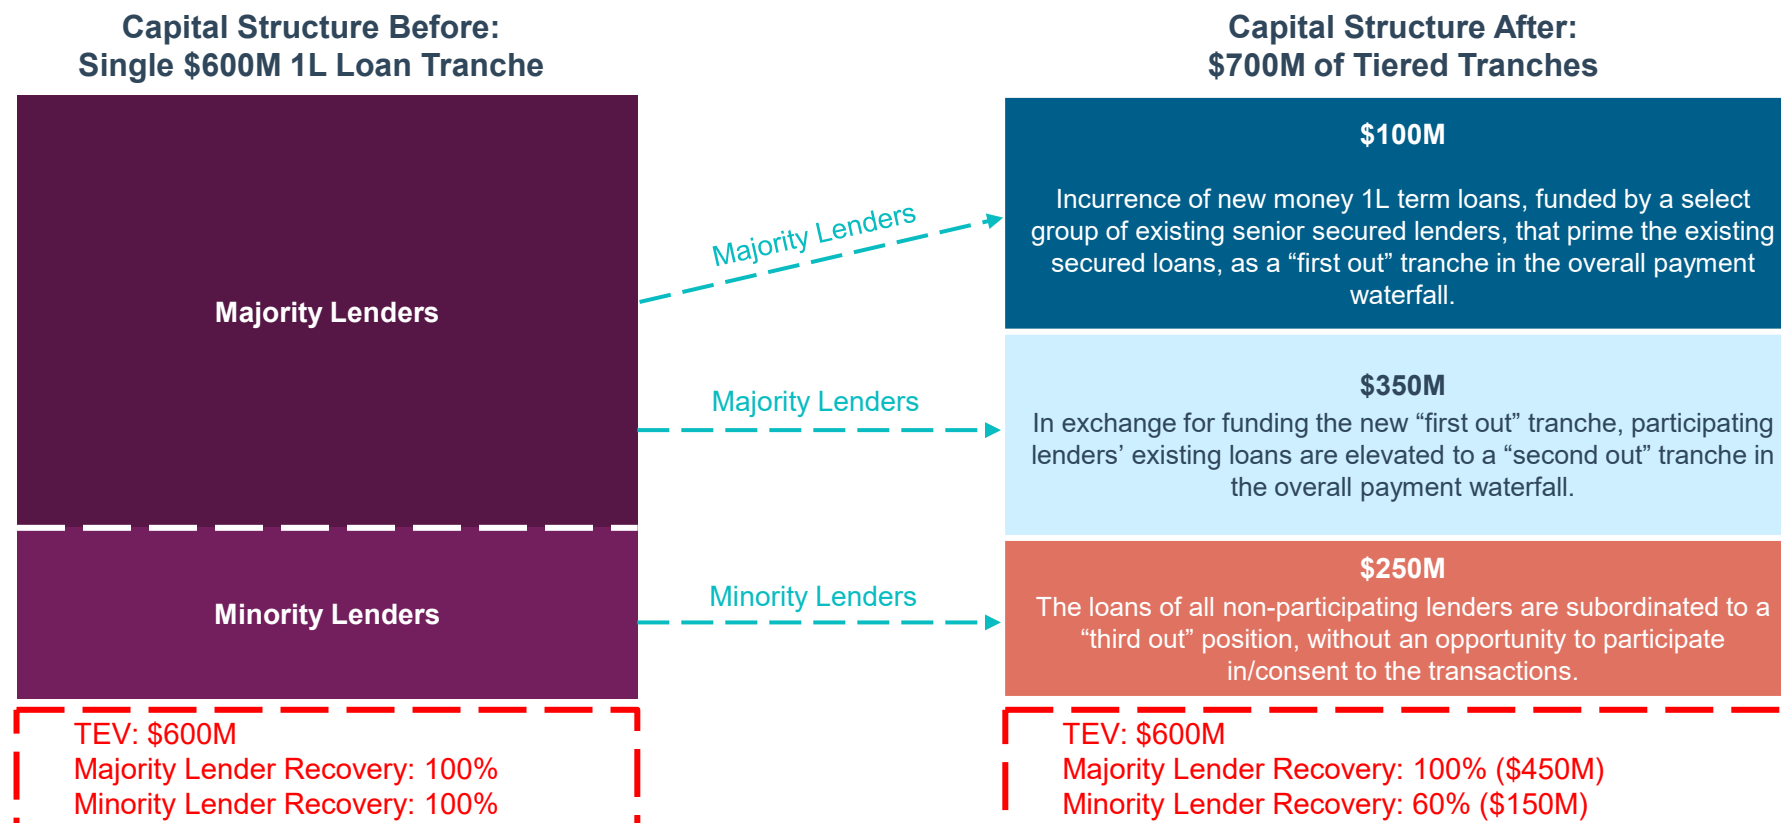 Capital Structure Before:
Single $600M 1L Loan Tranche
Majority Lenders
Minority Lenders
TEV: $600M
Majority Lender Recovery: 100%
Minority Lender Recovery: 100%
Majority Lenders
Majority Lenders
Minority Lenders
Capital Structure After:
$700M of Tiered Tranches
$100M
Incurrence of new money 1L term loans, funded by a select
group of existing senior secured lenders, that prime the existing
secured loans, as a “first out” tranche in the overall payment
waterfall.
$350M
In exchange for funding the new “first out” tranche, participating
lenders’ existing loans are elevated to a “second out” tranche in
the overall payment waterfall.
$250M
The loans of all non-participating lenders are subordinated to a
“third out” position, without an opportunity to participate
in/consent to the transactions.
TEV: $600M
Majority Lender Recovery: 100% ($450M)
Minority Lender Recovery: 60% ($150M)